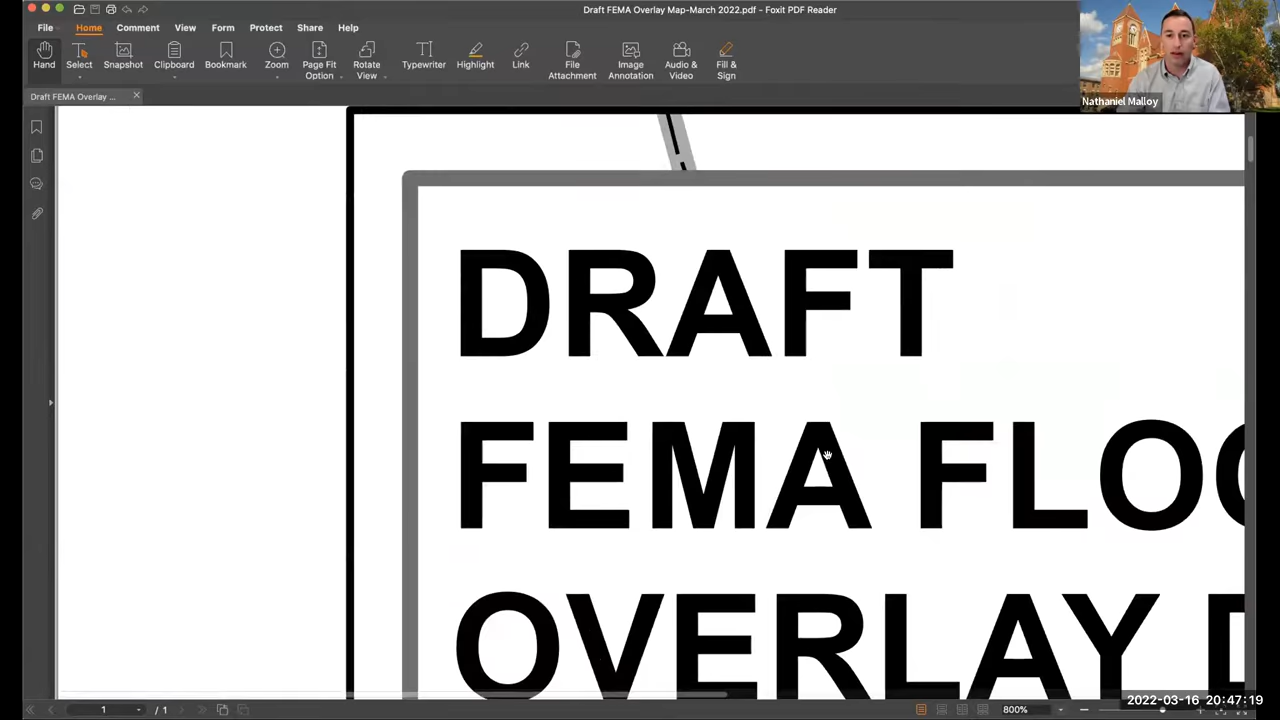 Draft FEMA Overlay Map-March 2022.pdf - Foxit PDF Reader
File Home Comment View Form Protect Share Help
Hand Select Snapshot Clipboard Bookmark Zoom Page Fit Option Rotate View Typewriter Highlight Link File Attachment Image Annotation Audio & Video Fill & Sign
Nathaniel Malloy
Draft FEMA Overlay ...
DRAFT
FEMA FLOO
OVERLAY D
2022-03-16 20:47:19
1 / 1 800%